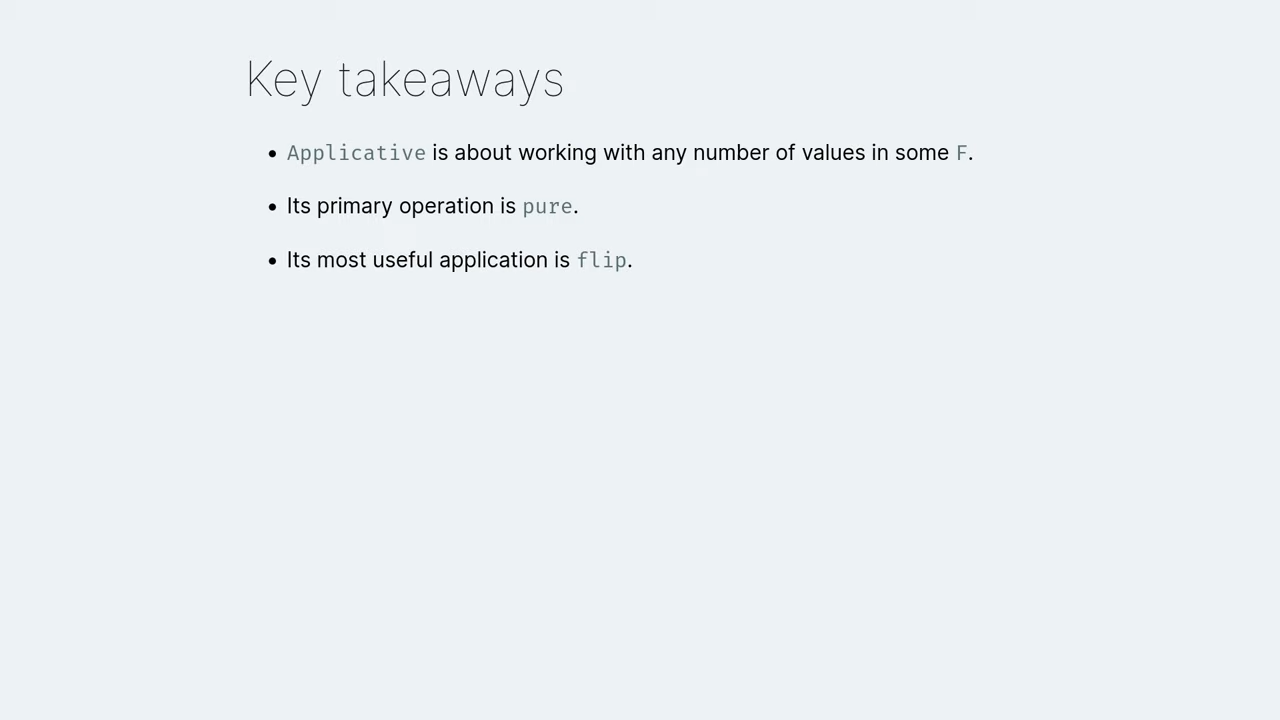 Key takeaways
• Applicative is about working with any number of values in some F.
• Its primary operation is pure.
• Its most useful application is flip.